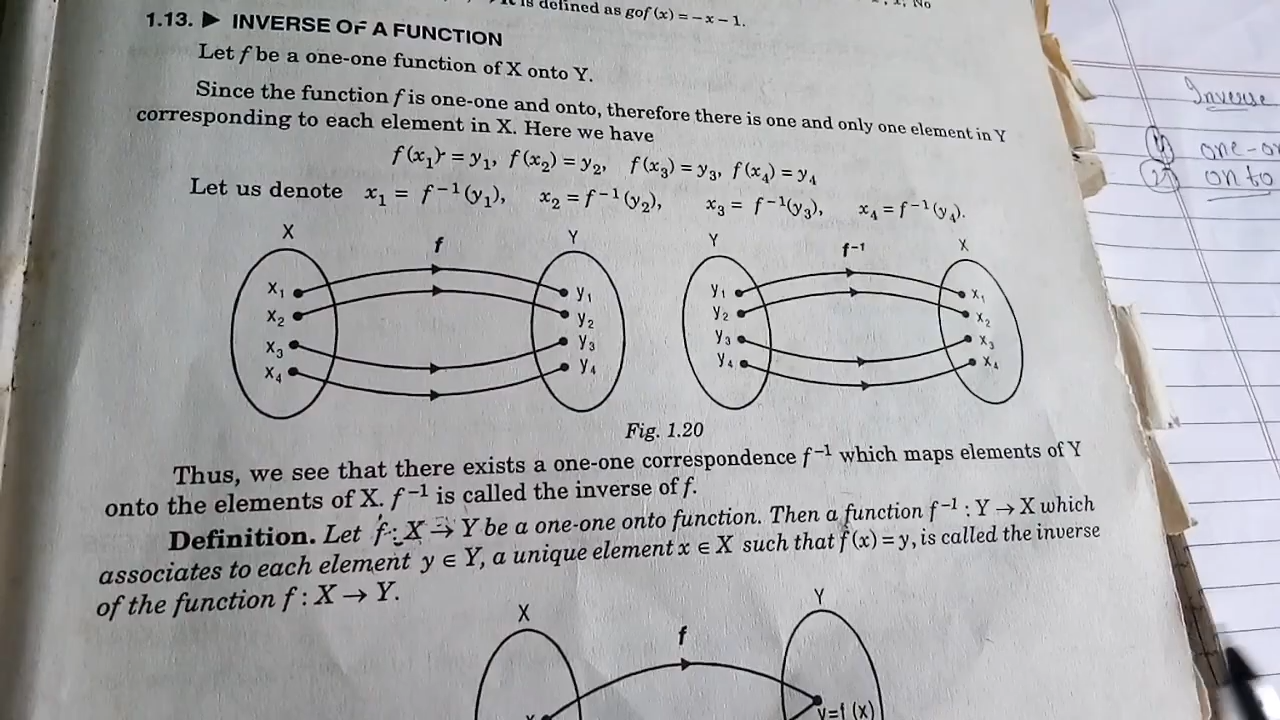 is defined as gof (x) = – x – 1.
No
1.13. ▶ INVERSE OF A FUNCTION
Let f be a one-one function of X onto Y.
Since the function f is one-one and onto, therefore there is one and only one element in Y
corresponding to each element in X. Here we have
f(x₁) = y₁, f(x₂) = y₂, f(x₃) = y₃, f(x₄) = y₄
Let us denote x₁ = f⁻¹(y₁), x₂ = f⁻¹(y₂), x₃ = f⁻¹(y₃), x₄ = f⁻¹(y₄).
X f Y Y f⁻¹ X
x₁ y₁ y₁ x₁
x₂ y₂ y₂ x₂
x₃ y₃ y₃ x₃
x₄ y₄ y₄ x₄
Fig. 1.20
Thus, we see that there exists a one-one correspondence f⁻¹ which maps elements of Y
onto the elements of X. f⁻¹ is called the inverse of f.
Definition. Let f : X → Y be a one-one onto function. Then a function f⁻¹ : Y → X which
associates to each element y ∈ Y, a unique element x ∈ X such that f(x) = y, is called the inverse
of the function f : X → Y.
X f Y
y=f (x)
Inverse
one-
onto